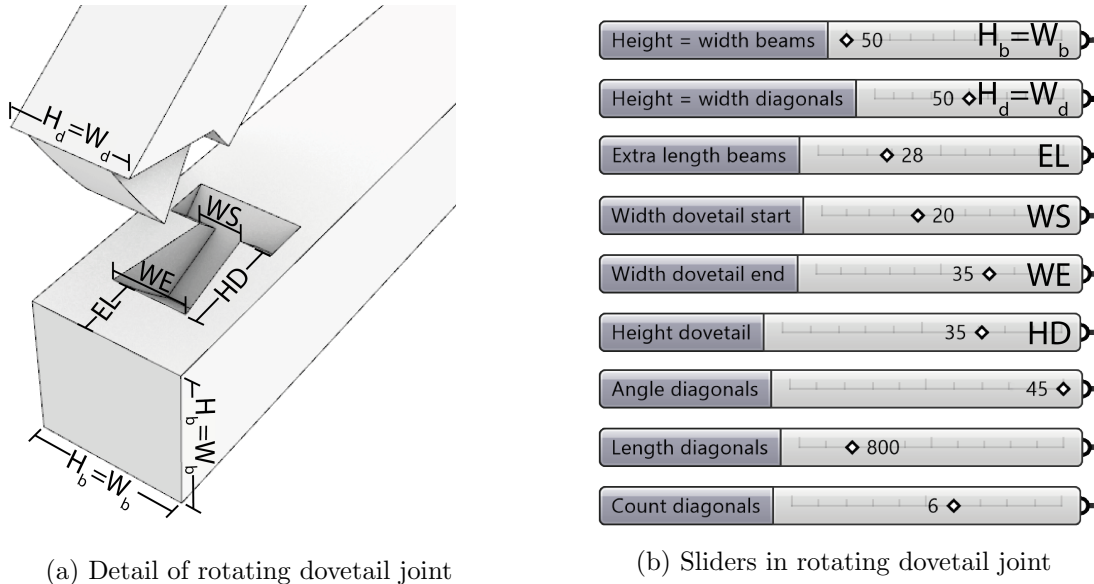 H_d=W_d
WS
WE
HD
EL
H_b=W_b
H_b=W_b
(a) Detail of rotating dovetail joint
Height = width beams 50 H_b=W_b
Height = width diagonals 50 H_d=W_d
Extra length beams 28 EL
Width dovetail start 20 WS
Width dovetail end 35 WE
Height dovetail 35 HD
Angle diagonals 45
Length diagonals 800
Count diagonals 6
(b) Sliders in rotating dovetail joint